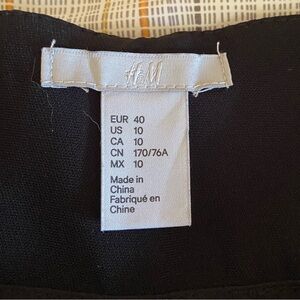 H&M
EUR 40
US 10
CA 10
CN 170/76A
MX 10
Made in
China
Fabriqué en
Chine